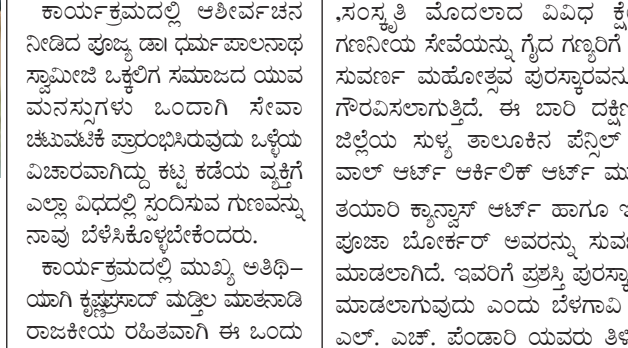 ಕಾರ್ಯಕ್ರಮದಲ್ಲಿ ಆಶೀರ್ವಚನ
ನೀಡಿದ ಪೂಜ್ಯ ಡಾ। ಧರ್ಮಪಾಲನಾಥ
ಸ್ವಾಮೀಜಿ ಒಕ್ಕಲಿಗ ಸಮಾಜದ ಯುವ
ಮನಸ್ಸುಗಳು ಒಂದಾಗಿ ಸೇವಾ
ಚಟುವಟಿಕೆ ಪ್ರಾರಂಭಿಸಿರುವುದು ಒಳ್ಳೆಯ
ವಿಚಾರವಾಗಿದ್ದು ಕಟ್ಟ ಕಡೆಯ ವ್ಯಕ್ತಿಗೆ
ಎಲ್ಲಾ ವಿಧದಲ್ಲಿ ಸ್ಪಂದಿಸುವ ಗುಣವನ್ನು
ನಾವು ಬೆಳೆಸಿಕೊಳ್ಳಬೇಕೆಂದರು.
ಕಾರ್ಯಕ್ರಮದಲ್ಲಿ ಮುಖ್ಯ ಅತಿಥಿ-
ಯಾಗಿ ಕೃಷ್ಣಪ್ರಸಾದ್ ಮಡ್ತಿಲ ಮಾತನಾಡಿ
ರಾಜಕೀಯ ರಹಿತವಾಗಿ ಈ ಒಂದು
,ಸಂಸ್ಕೃತಿ ಮೊದಲಾದ ವಿವಿಧ
ಗಣನೀಯ ಸೇವೆಯನ್ನು ಗೈದ ಗಣ್ಯರಿಗೆ
ಸುವರ್ಣ ಮಹೋತ್ಸವ
ಗೌರವಿಸಲಾಗುತ್ತಿದೆ. ಈ ಬಾರಿ
ಜಿಲ್ಲೆಯ ಸುಳ್ಯ ತಾಲೂಕಿನ ಪೆನ್ಸಿಲ್
ವಾಲ್ ಆರ್ಟ್ ಆರ್ಕಿಲಿಕ್ ಆರ್ಟ್
ತಯಾರಿ ಕ್ಯಾನ್ವಾಸ್ ಆರ್ಟ್ ಹಾಗೂ
ಪೂಜಾ ಬೋರ್ಕರ್ ಅವರನ್ನು
ಮಾಡಲಾಗಿದೆ. ಇವರಿಗೆ ಪ್ರಶಸ್ತಿ
ಮಾಡಲಾಗುವುದು ಎಂದು ಬೆಳಗಾವಿ
ಎಲ್. ಎಚ್. ಪೆಂಡಾರಿ ಯವರು